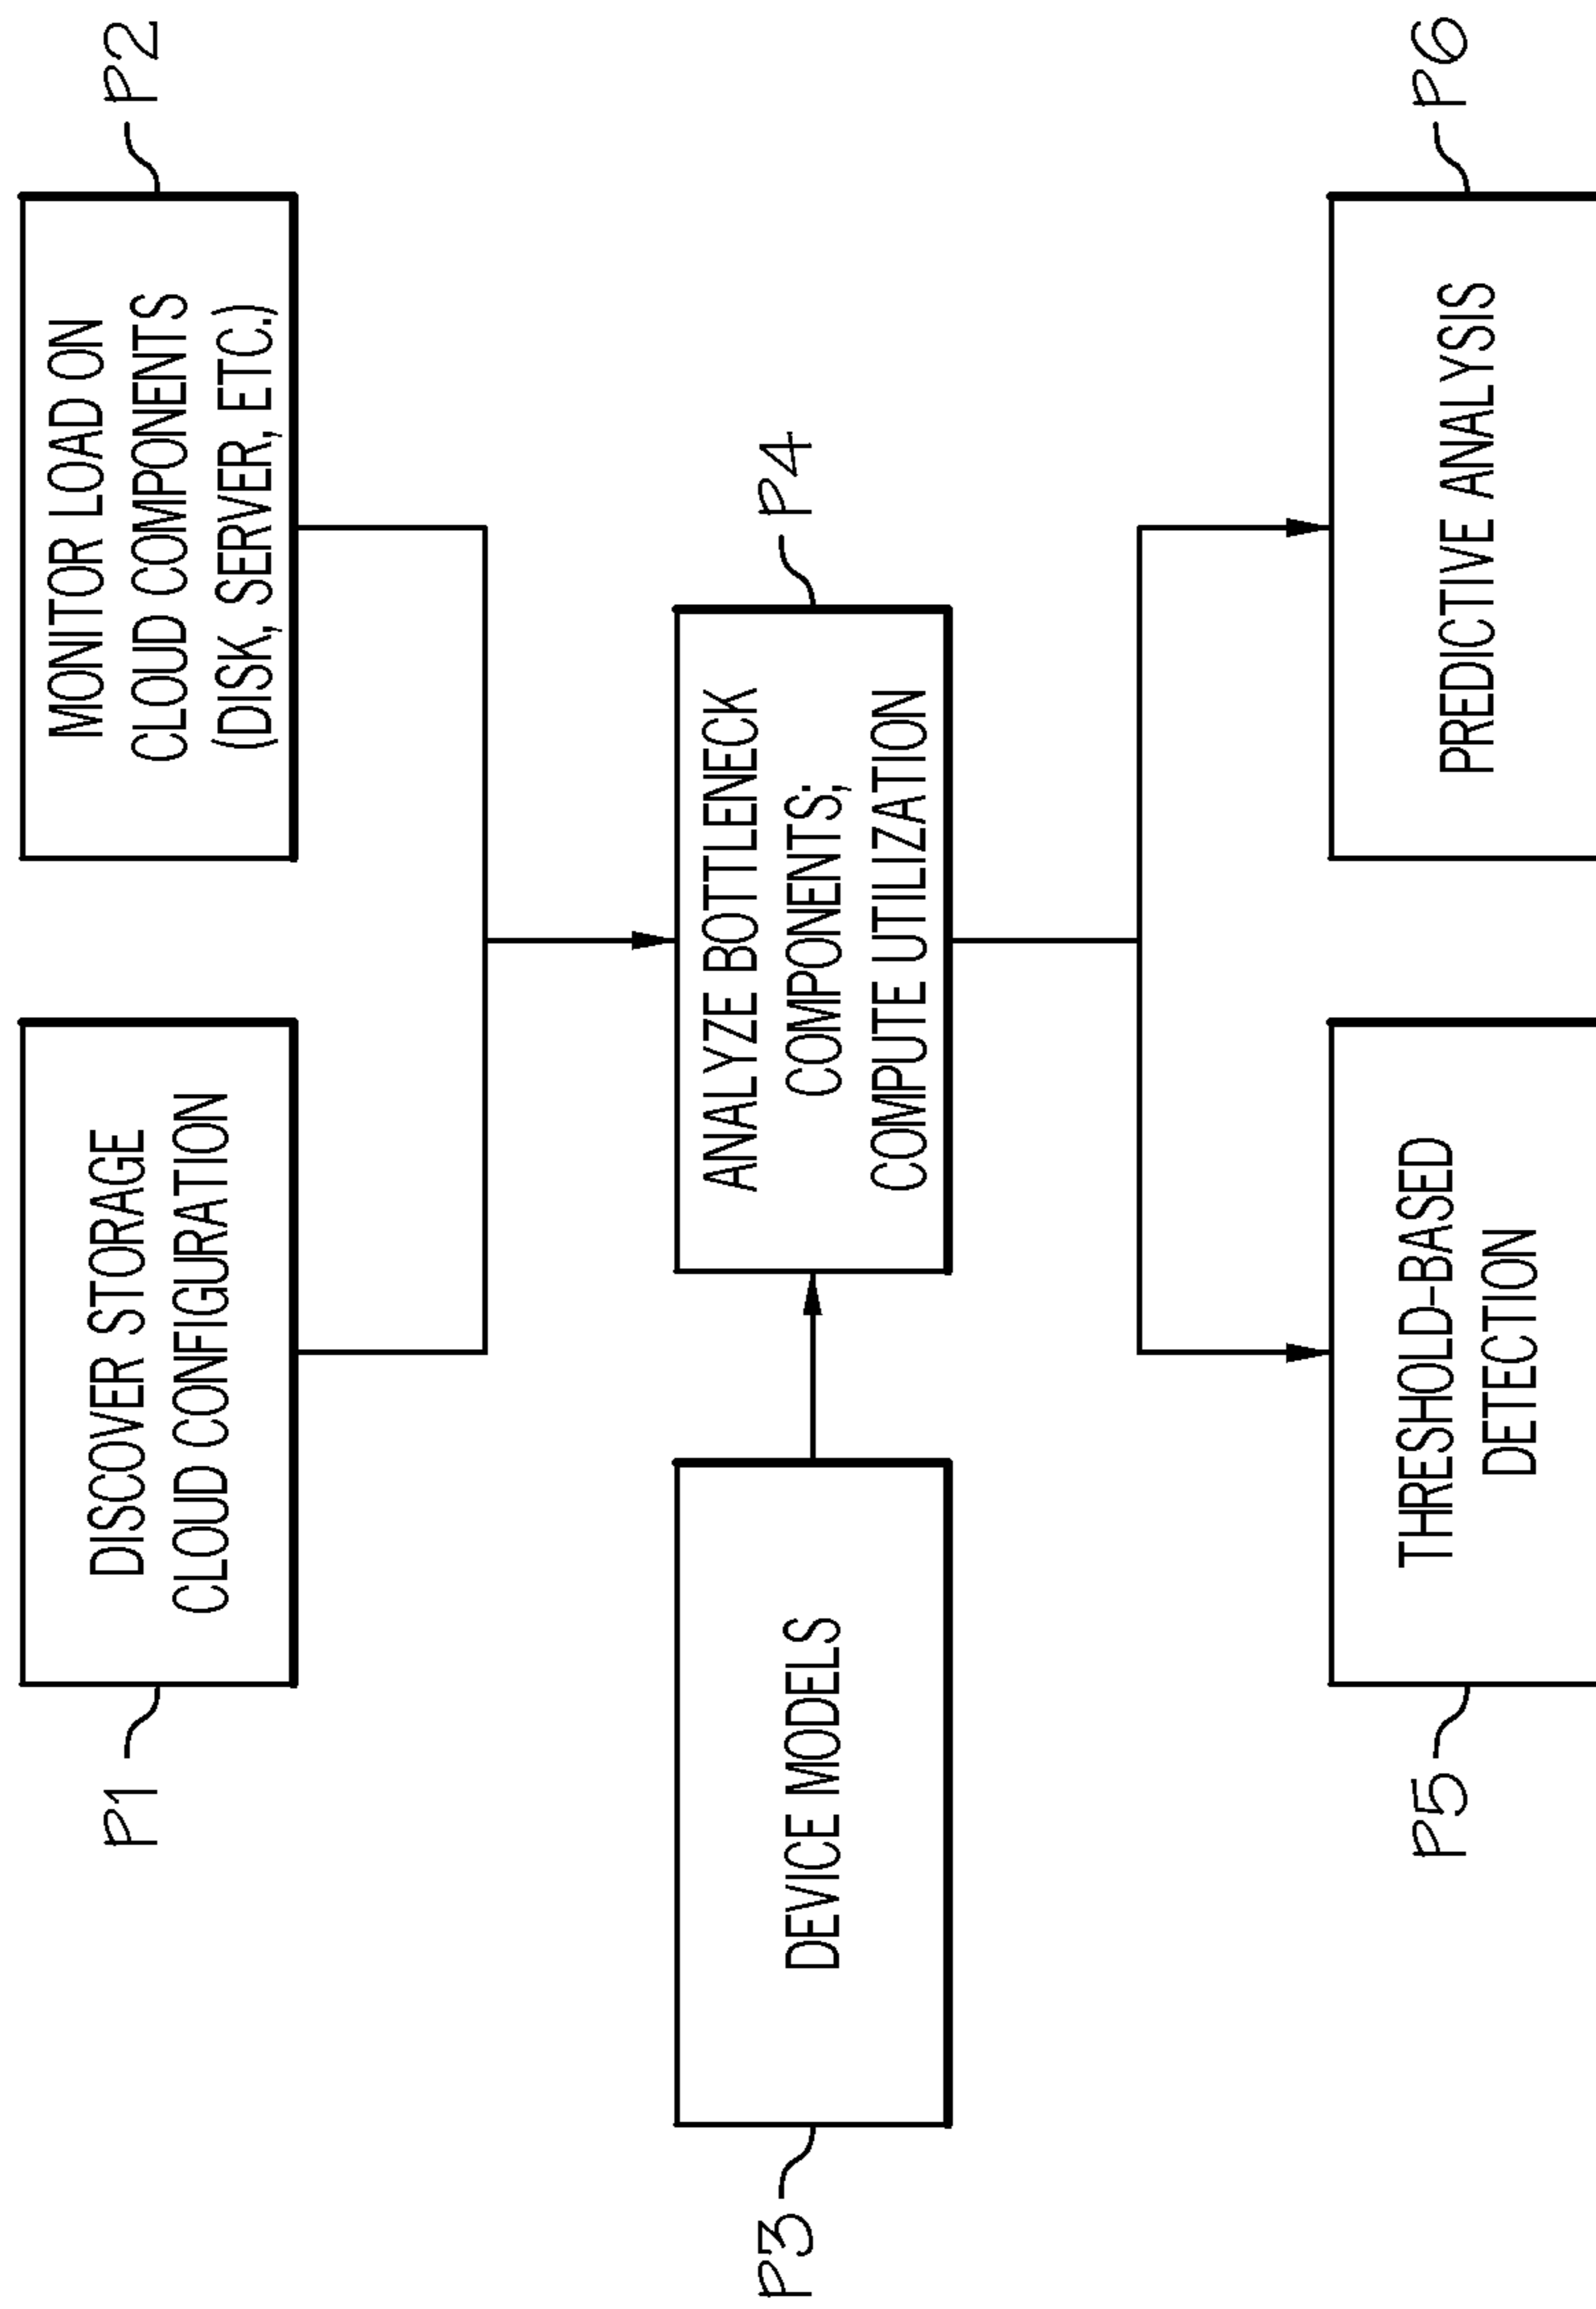 P1
DISCOVER STORAGE
CLOUD CONFIGURATION
MONITOR LOAD ON
CLOUD COMPONENTS
(DISK, SERVER, ETC.)
P2
P3
DEVICE MODELS
ANALYZE BOTTLENECK
COMPONENTS;
COMPUTE UTILIZATION
P4
P5
THRESHOLD-BASED
DETECTION
PREDICTIVE ANALYSIS
P6